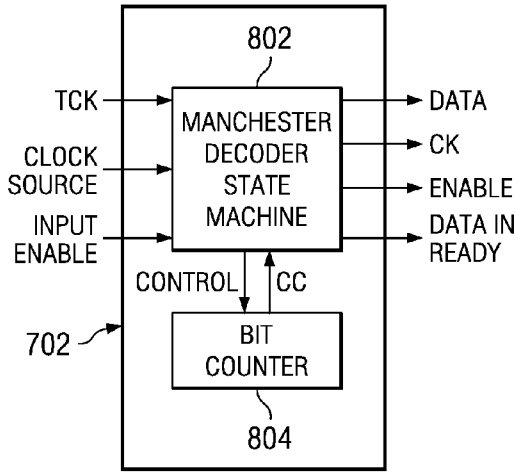 802
TCK
CLOCK
SOURCE
INPUT
ENABLE
MANCHESTER
DECODER
STATE
MACHINE
DATA
CK
ENABLE
DATA IN
READY
CONTROL
CC
702
BIT
COUNTER
804